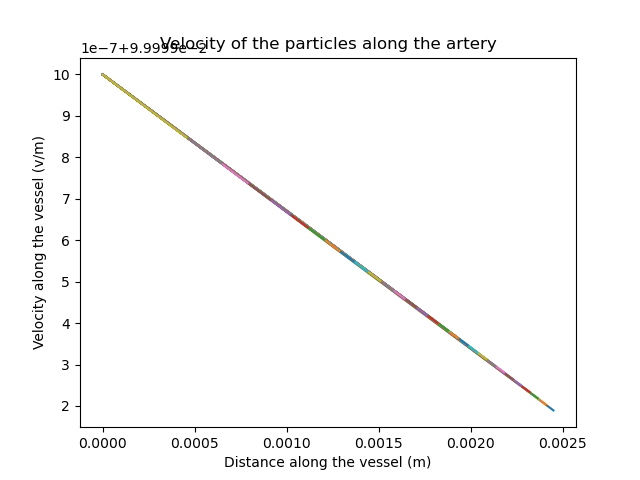 Velocity of the particles along the artery
1e−7+9.9999e−2
10
9
8
7
6
5
4
3
2
Velocity along the vessel (v/m)
0.0000 0.0005 0.0010 0.0015 0.0020 0.0025
Distance along the vessel (m)